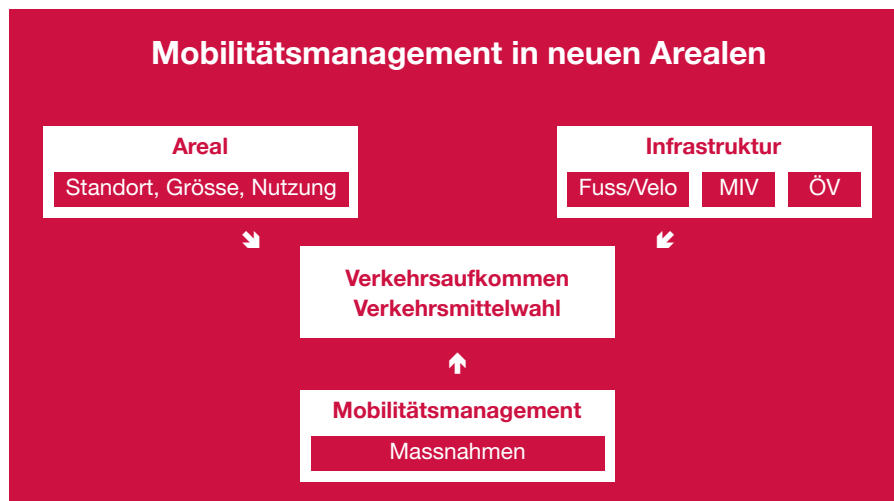 Mobilitätsmanagement in neuen Arealen
Areal
Standort, Grösse, Nutzung
Infrastruktur
Fuss/Velo MIV ÖV
Verkehrsaufkommen
Verkehrsmittelwahl
Mobilitätsmanagement
Massnahmen